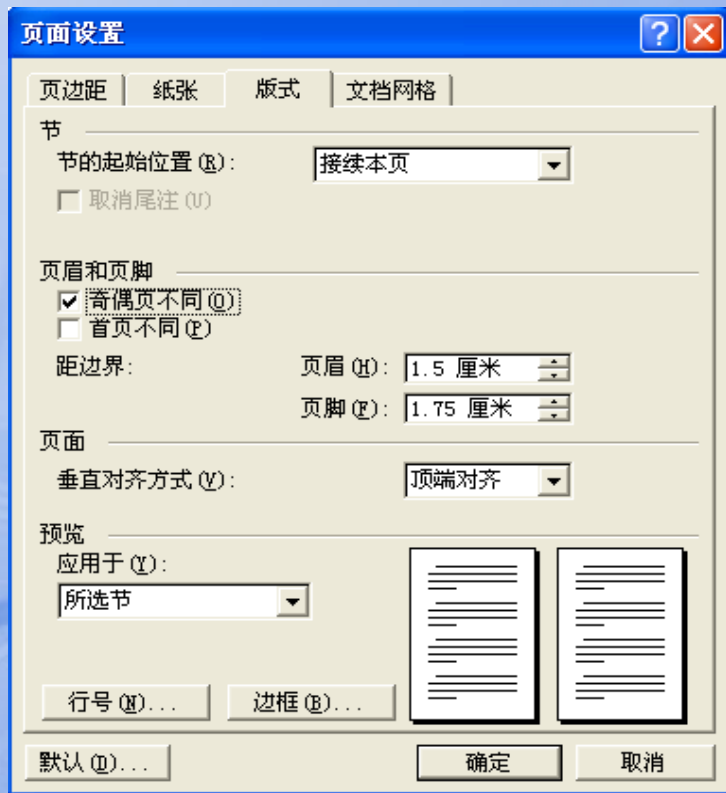 页面设置
页边距 纸张 版式 文档网格
节
节的起始位置(R): 接续本页
取消尾注(U)
页眉和页脚
奇偶页不同(O)
首页不同(P)
距边界: 页眉(H): 1.5 厘米
页脚(F): 1.75 厘米
页面
垂直对齐方式(V): 顶端对齐
预览
应用于(Y):
所选节
行号(N)... 边框(B)...
默认(D)... 确定 取消